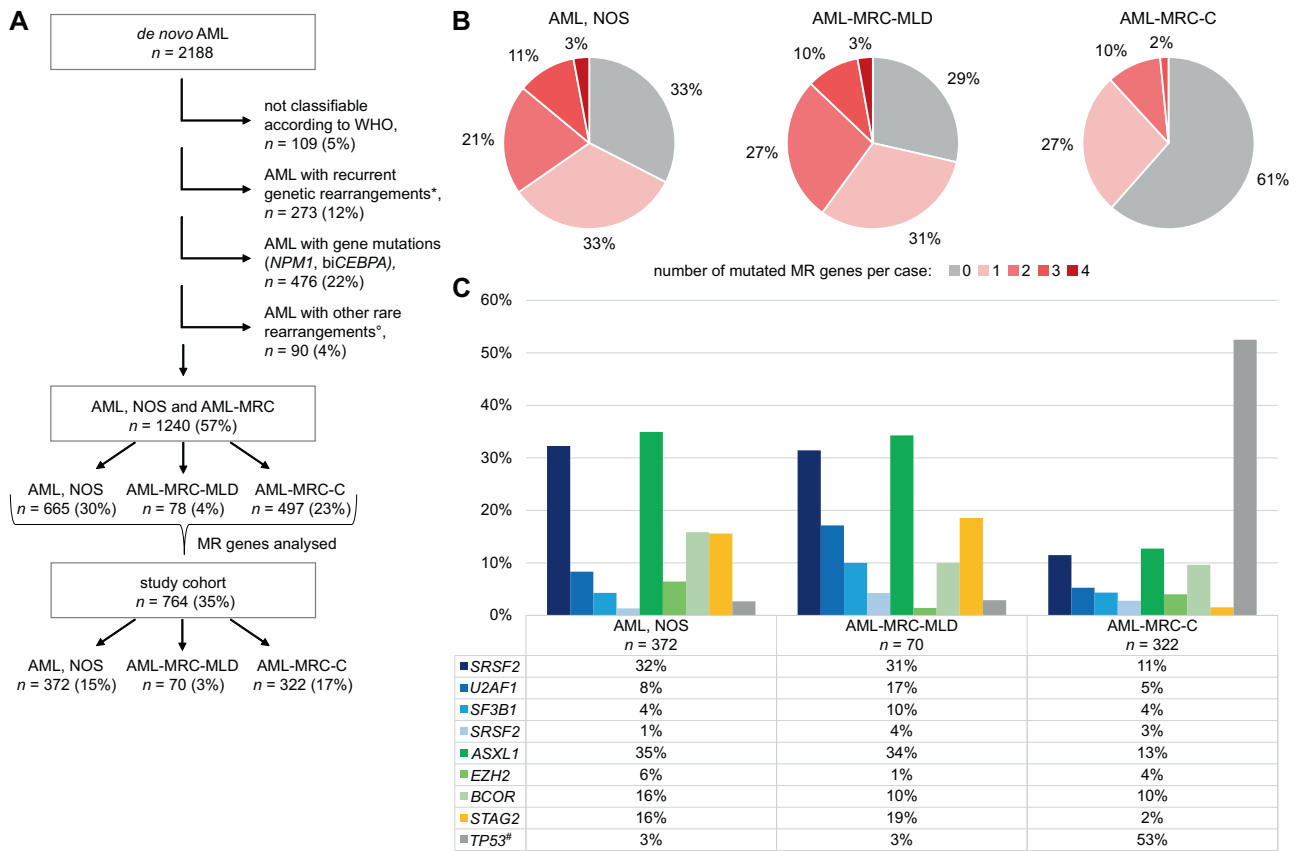 A
de novo AML
n = 2188
not classifiable
according to WHO,
n = 109 (5%)
AML with recurrent
genetic rearrangements*,
n = 273 (12%)
AML with gene mutations
(NPM1, biCEBPA),
n = 476 (22%)
AML with other rare
rearrangements°,
n = 90 (4%)
AML, NOS and AML-MRC
n = 1240 (57%)
AML, NOS AML-MRC-MLD AML-MRC-C
n = 665 (30%) n = 78 (4%) n = 497 (23%)
MR genes analysed
study cohort
n = 764 (35%)
AML, NOS AML-MRC-MLD AML-MRC-C
n = 372 (15%) n = 70 (3%) n = 322 (17%)
B
AML, NOS
3%
11%
33%
21%
33%
AML-MRC-MLD
3%
10%
29%
27%
31%
AML-MRC-C
2%
10%
27%
61%
number of mutated MR genes per case: 0 1 2 3 4
C
60%
50%
40%
30%
20%
10%
0%
AML, NOS AML-MRC-MLD AML-MRC-C
n = 372 n = 70 n = 322
SRSF2 32% 31% 11%
U2AF1 8% 17% 5%
SF3B1 4% 10% 4%
SRSF2 1% 4% 3%
ASXL1 35% 34% 13%
EZH2 6% 1% 4%
BCOR 16% 10% 10%
STAG2 16% 19% 2%
TP53# 3% 3% 53%